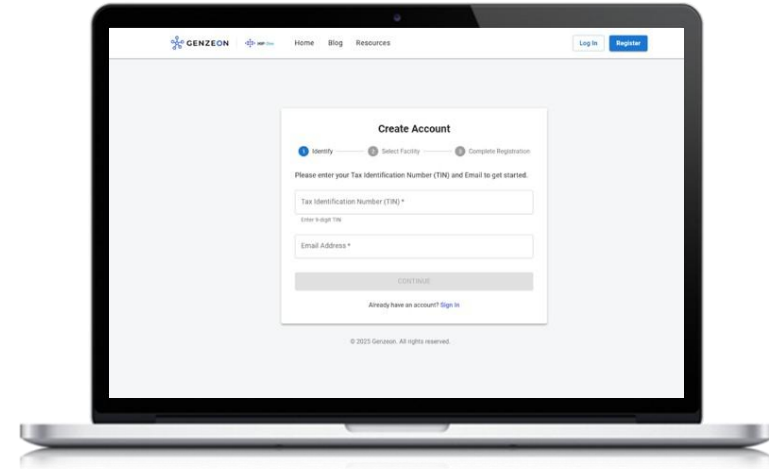 GENZEON
HIP One
Home Blog Resources
Log In
Register
Create Account
1 Identify
2 Select Facility
3 Complete Registration
Please enter your Tax Identification Number (TIN) and Email to get started.
Tax Identification Number (TIN) *
Enter 9-digit TIN
Email Address *
CONTINUE
Already have an account? Sign In
© 2025 Genzeon. All rights reserved.